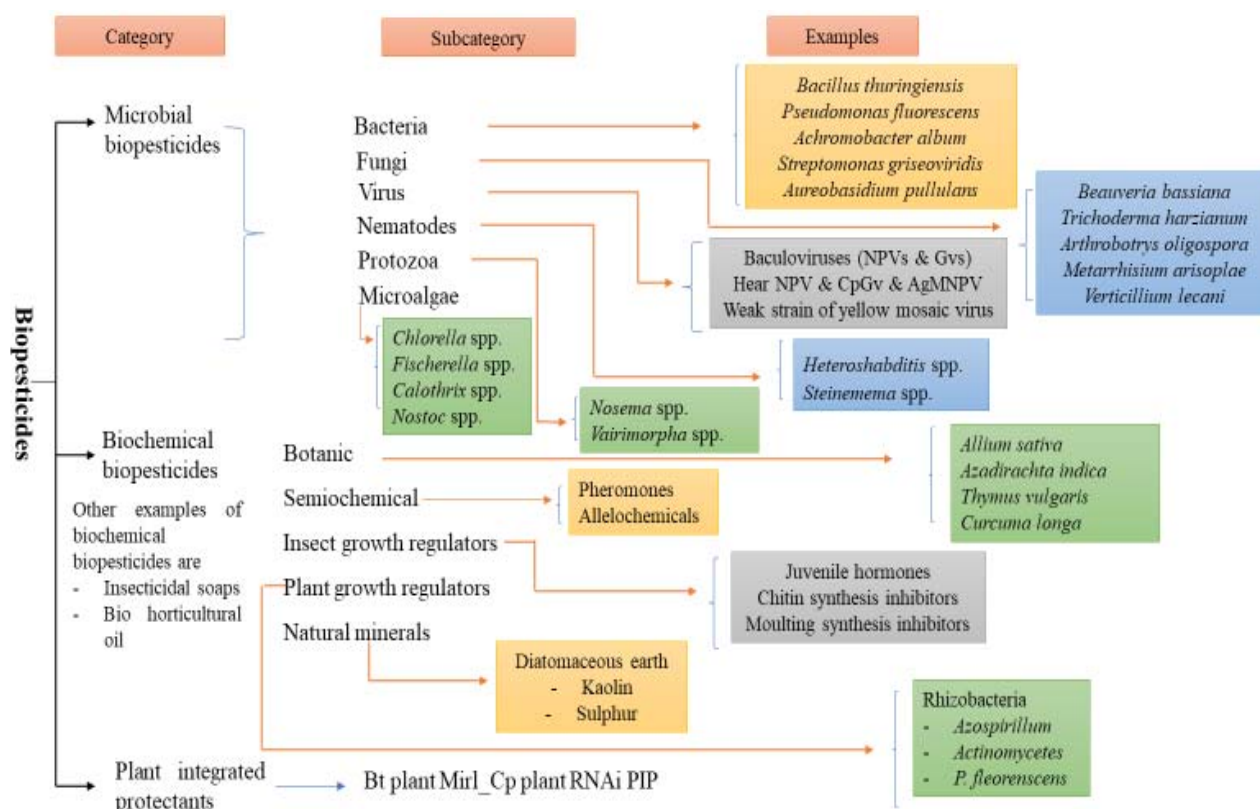 Category
Subcategory
Examples
Biopesticides
Microbial
biopesticides
Bacteria
Fungi
Virus
Nematodes
Protozoa
Microalgae
Bacillus thuringiensis
Pseudomonas fluorescens
Achromobacter album
Streptomonas griseoviridis
Aureobasidium pullulans
Beauveria bassiana
Trichoderma harzianum
Arthrobotrys oligospora
Metarrhisium arisoplae
Verticillium lecani
Baculoviruses (NPVs & Gvs)
Hear NPV & CpGv & AgMNPV
Weak strain of yellow mosaic virus
Chlorella spp.
Fischerella spp.
Calothrix spp.
Nostoc spp.
Heteroshabditis spp.
Steinemema spp.
Nosema spp.
Vairimorpha spp.
Biochemical
biopesticides
Other examples of
biochemical
biopesticides are
- Insecticidal soaps
- Bio horticultural
oil
Botanic
Semiochemical
Insect growth regulators
Plant growth regulators
Natural minerals
Allium sativa
Azadirachta indica
Thymus vulgaris
Curcuma longa
Pheromones
Allelochemicals
Juvenile hormones
Chitin synthesis inhibitors
Moulting synthesis inhibitors
Diatomaceous earth
- Kaolin
- Sulphur
Rhizobacteria
- Azospirillum
- Actinomycetes
- P. fleorenscens
Plant integrated
protectants
Bt plant Mirl_Cp plant RNAi PIP